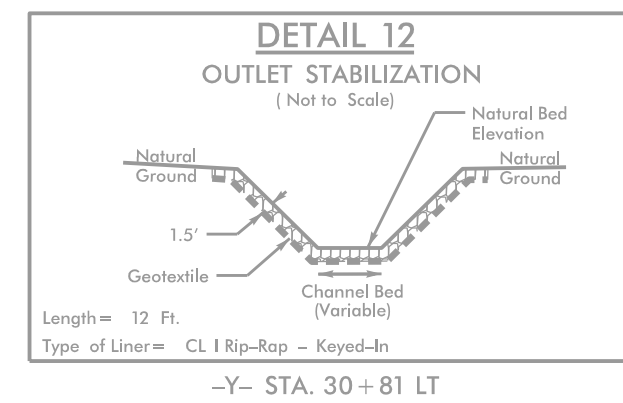 DETAIL 12
OUTLET STABILIZATION
( Not to Scale)
Natural Bed
Elevation
Natural
Ground
Natural
Ground
1.5'
Geotextile
Channel Bed
(Variable)
Length= 12 Ft.
Type of Liner= CL I Rip-Rap - Keyed-In
-Y- STA. 30+81 LT